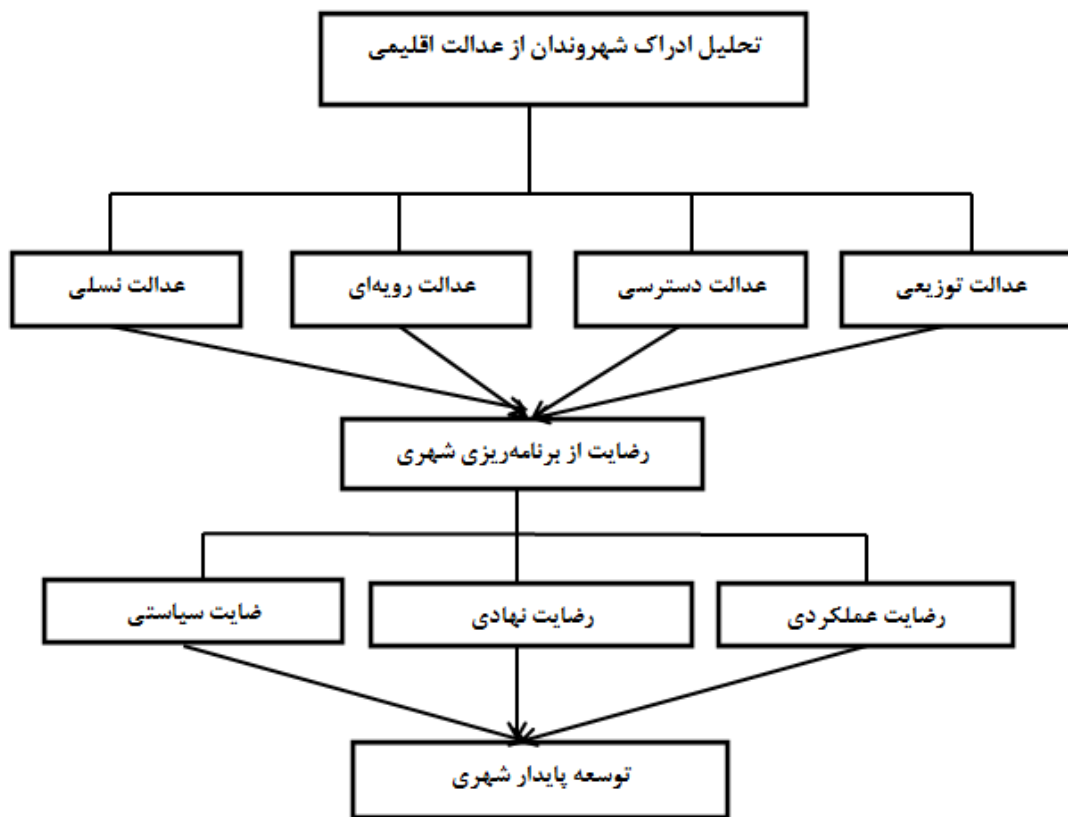 تحلیل ادراک شهروندان از عدالت اقلیمی
عدالت توزیعی
عدالت دسترسی
عدالت رویه‌ای
عدالت نسلی
رضایت از برنامه‌ریزی شهری
رضایت عملکردی
رضایت نهادی
ضایت سیاستی
توسعه پایدار شهری